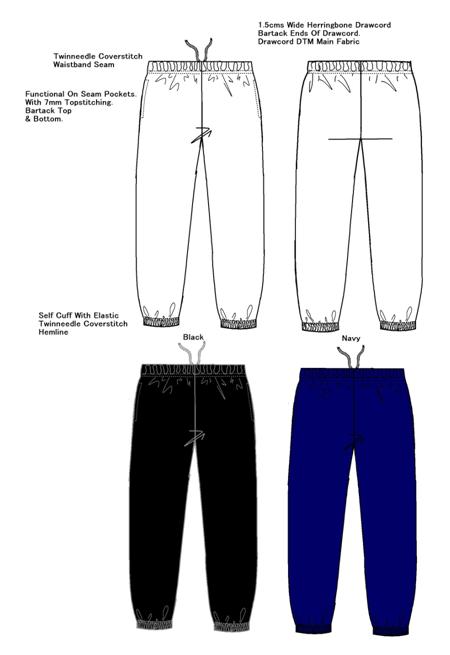 1.5cms Wide Herringbone Drawcord
Bartack Ends Of Drawcord.
Drawcord DTM Main Fabric
Twinneedle Coverstitch
Waistband Seam
Functional On Seam Pockets.
With 7mm Topstitching.
Bartack Top
& Bottom.
Self Cuff With Elastic
Twinneedle Coverstitch
Hemline
Black
Navy